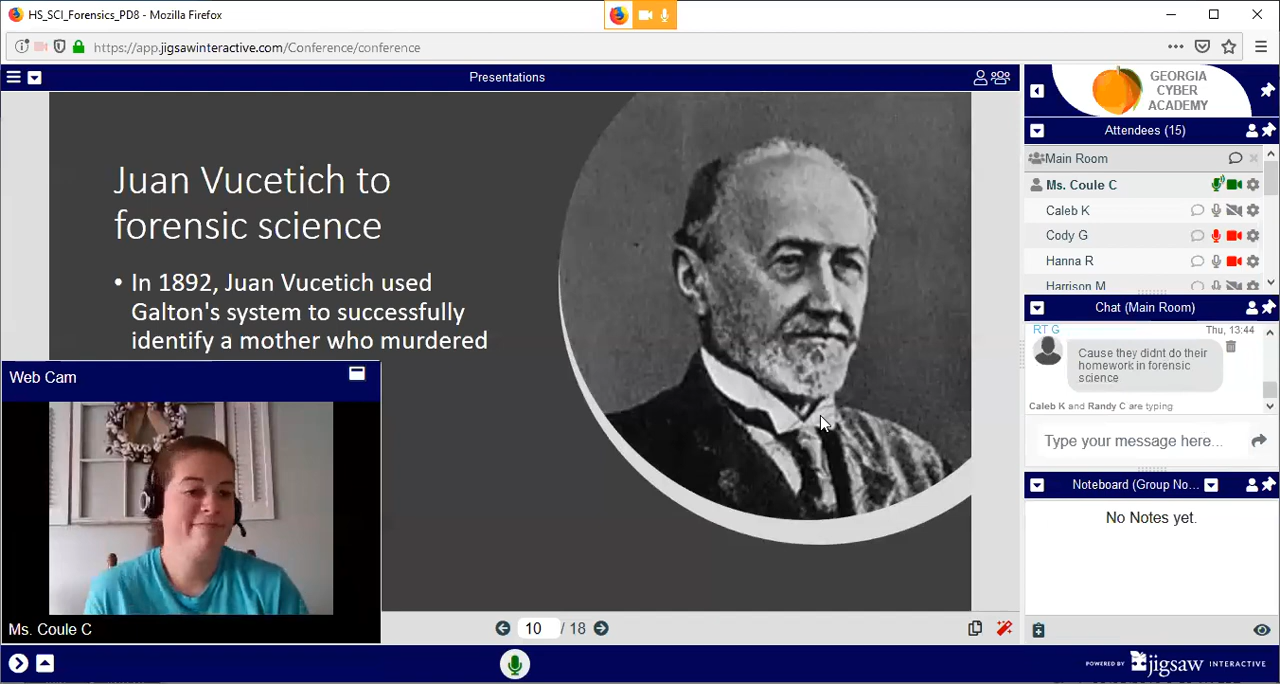 HS_SCI_Forensics_PD8 - Mozilla Firefox
https://app.jigsawinteractive.com/Conference/conference
Presentations
Juan Vucetich to
forensic science
• In 1892, Juan Vucetich used
Galton's system to successfully
identify a mother who murdered
Web Cam
Ms. Coule C
10 / 18
GEORGIA
CYBER
ACADEMY
Attendees (15)
Main Room
Ms. Coule C
Caleb K
Cody G
Hanna R
Harrison M
Chat (Main Room)
RT G
Thu, 13:44
Cause they didnt do their
homework in forensic
science
Caleb K and Randy C are typing
Type your message here...
Noteboard (Group No...
No Notes yet.
POWERED BY jigsaw INTERACTIVE